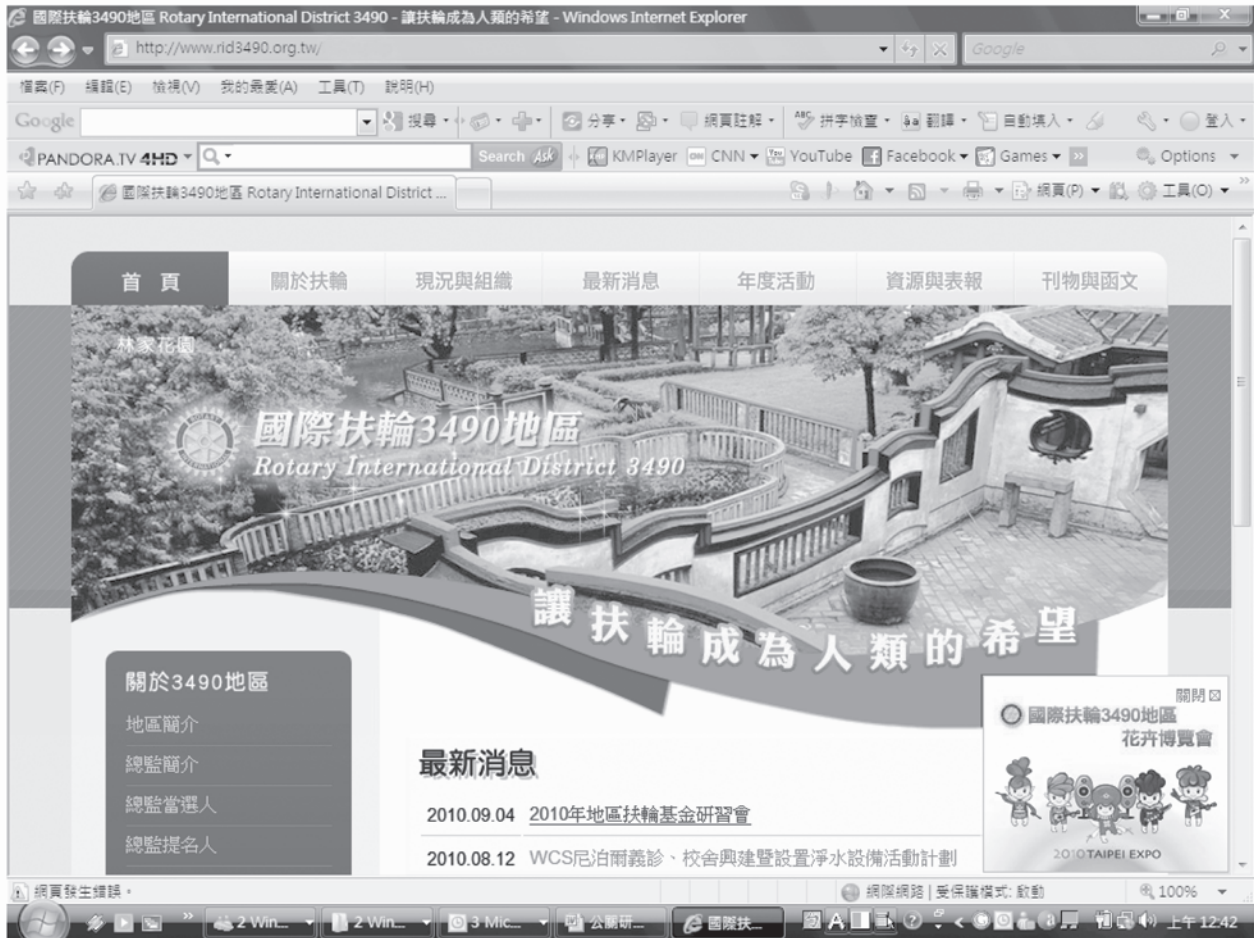 國際扶輪3490地區 Rotary International District 3490 - 讓扶輪成為人類的希望 - Windows Internet Explorer
http://www.rid3490.org.tw/
Google
檔案(F) 編輯(E) 檢視(V) 我的最愛(A) 工具(T) 說明(H)
Google 搜尋 分享 網頁註解 拼字檢查 翻譯 自動填入 登入
PANDORA.TV 4HD Search Ask KMPlayer CNN YouTube Facebook Games Options
國際扶輪3490地區 Rotary International District ... 網頁(P) 工具(O)
首 頁 關於扶輪 現況與組織 最新消息 年度活動 資源與表報 刊物與函文
林家花園
國際扶輪3490地區
Rotary International District 3490
讓扶輪成為人類的希望
關於3490地區
地區簡介
總監簡介
總監當選人
總監提名人
最新消息
2010.09.04 2010年地區扶輪基金研習會
2010.08.12 WCS尼泊爾義診、校舍興建暨設置淨水設備活動計劃
關閉
國際扶輪3490地區
花卉博覽會
2010 TAIPEI EXPO
網頁發生錯誤。 網際網路 | 受保護模式: 啟動 100%
2 Win... 2 Win... 3 Mic... 公關研... 國際扶... 上午 12:42